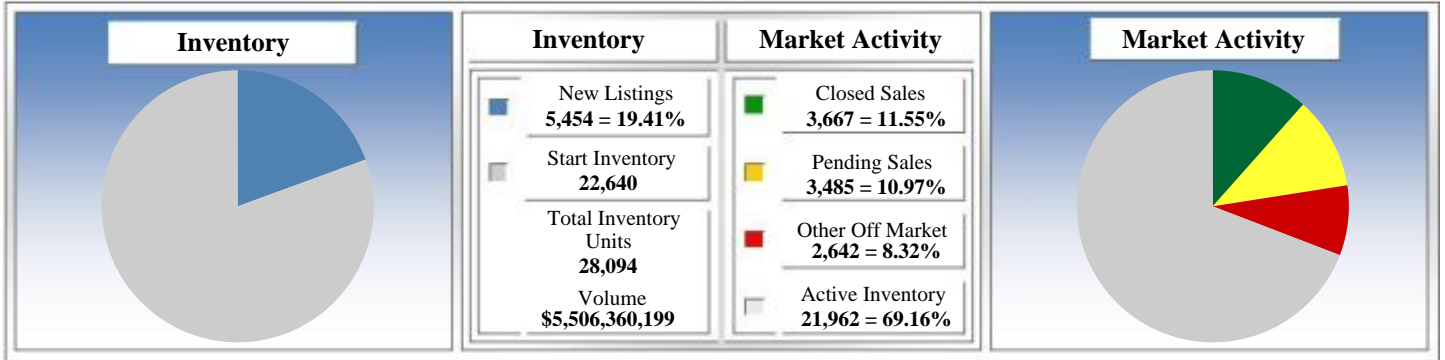 Inventory
Inventory
Market Activity
Market Activity
New Listings
5,454 = 19.41%
Start Inventory
22,640
Total Inventory
Units
28,094
Volume
$5,506,360,199
Closed Sales
3,667 = 11.55%
Pending Sales
3,485 = 10.97%
Other Off Market
2,642 = 8.32%
Active Inventory
21,962 = 69.16%